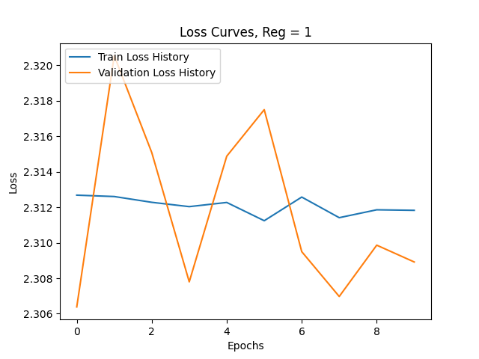 Loss Curves, Reg = 1
Train Loss History
Validation Loss History
2.320
2.318
2.316
2.314
2.312
2.310
2.308
2.306
Loss
0 2 4 6 8
Epochs